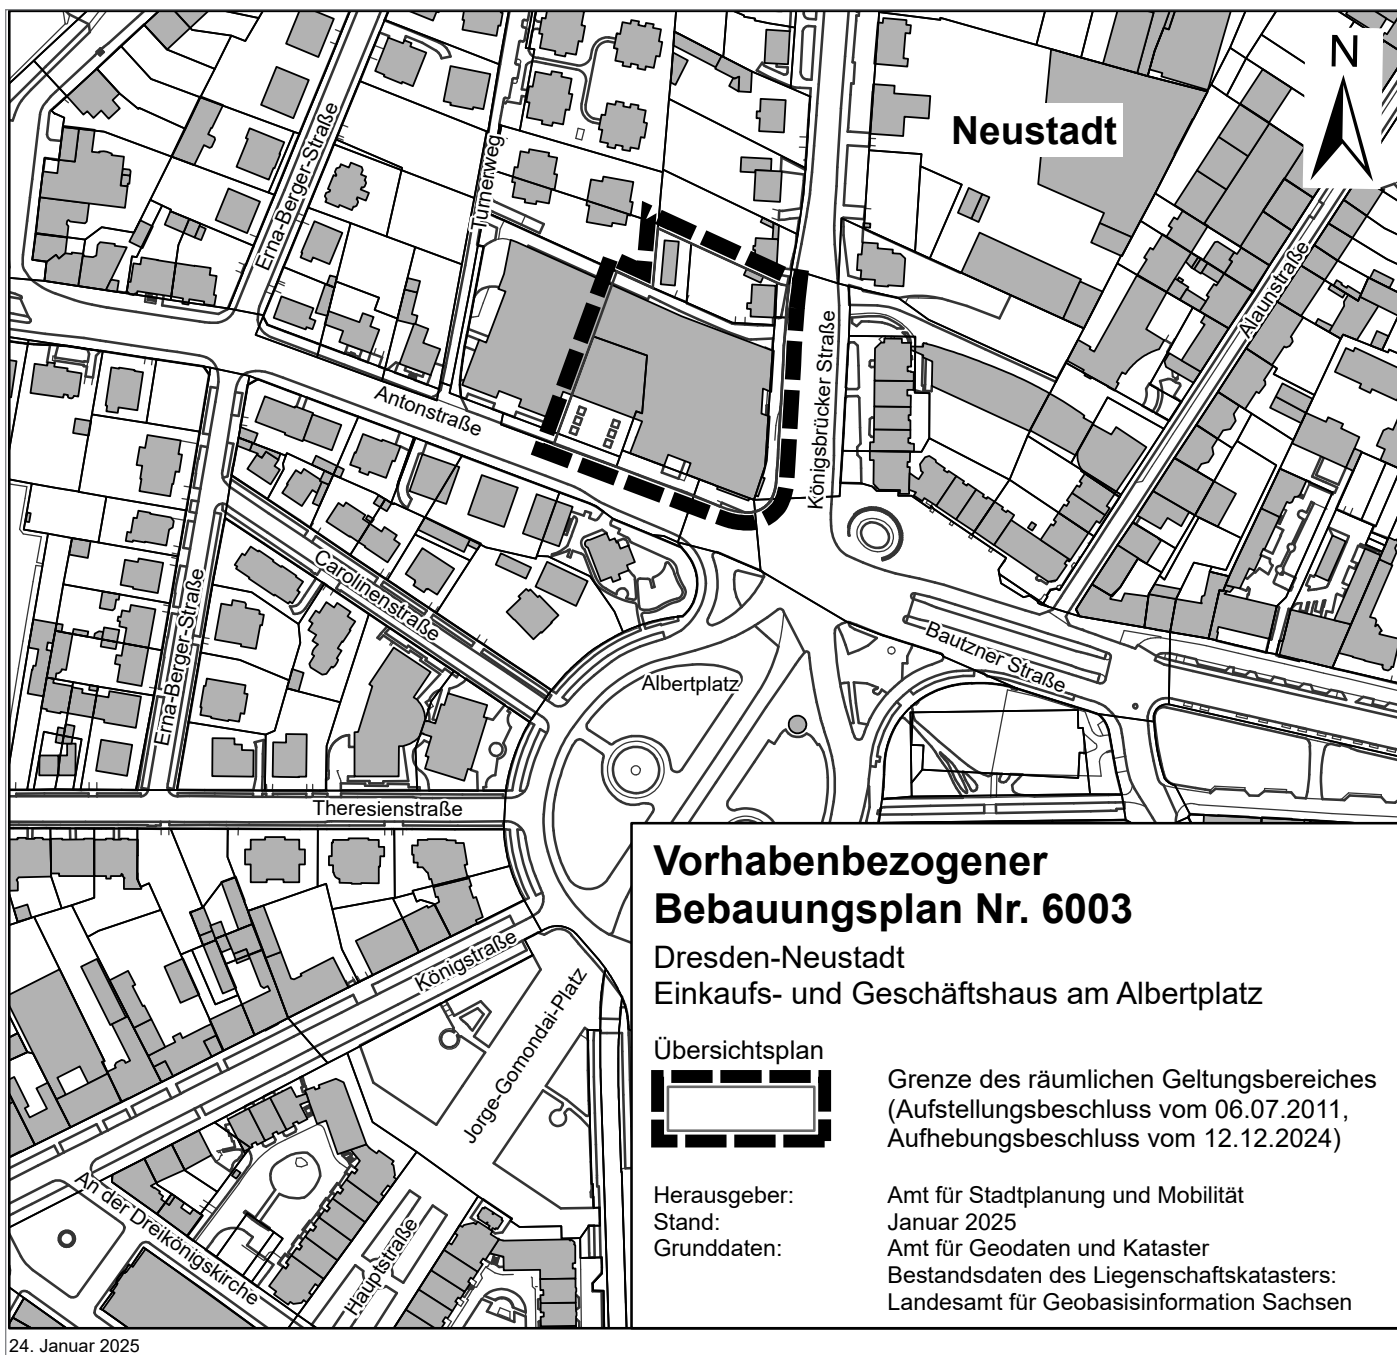 N
Neustadt
Erna-Berger-Straße
Turnerweg
Alaunstraße
Königsbrücker Straße
Antonstraße
Carolinenstraße
Erna-Berger-Straße
Bautzner Straße
Albertplatz
Theresienstraße
Königstraße
Jorge-Gomondai-Platz
An der Dreikönigskirche
Hauptstraße
Vorhabenbezogener
Bebauungsplan Nr. 6003
Dresden-Neustadt
Einkaufs- und Geschäftshaus am Albertplatz
Übersichtsplan
Grenze des räumlichen Geltungsbereiches
(Aufstellungsbeschluss vom 06.07.2011,
Aufhebungsbeschluss vom 12.12.2024)
Herausgeber: Amt für Stadtplanung und Mobilität
Stand: Januar 2025
Grunddaten: Amt für Geodaten und Kataster
Bestandsdaten des Liegenschaftskatasters:
Landesamt für Geobasisinformation Sachsen
24. Januar 2025